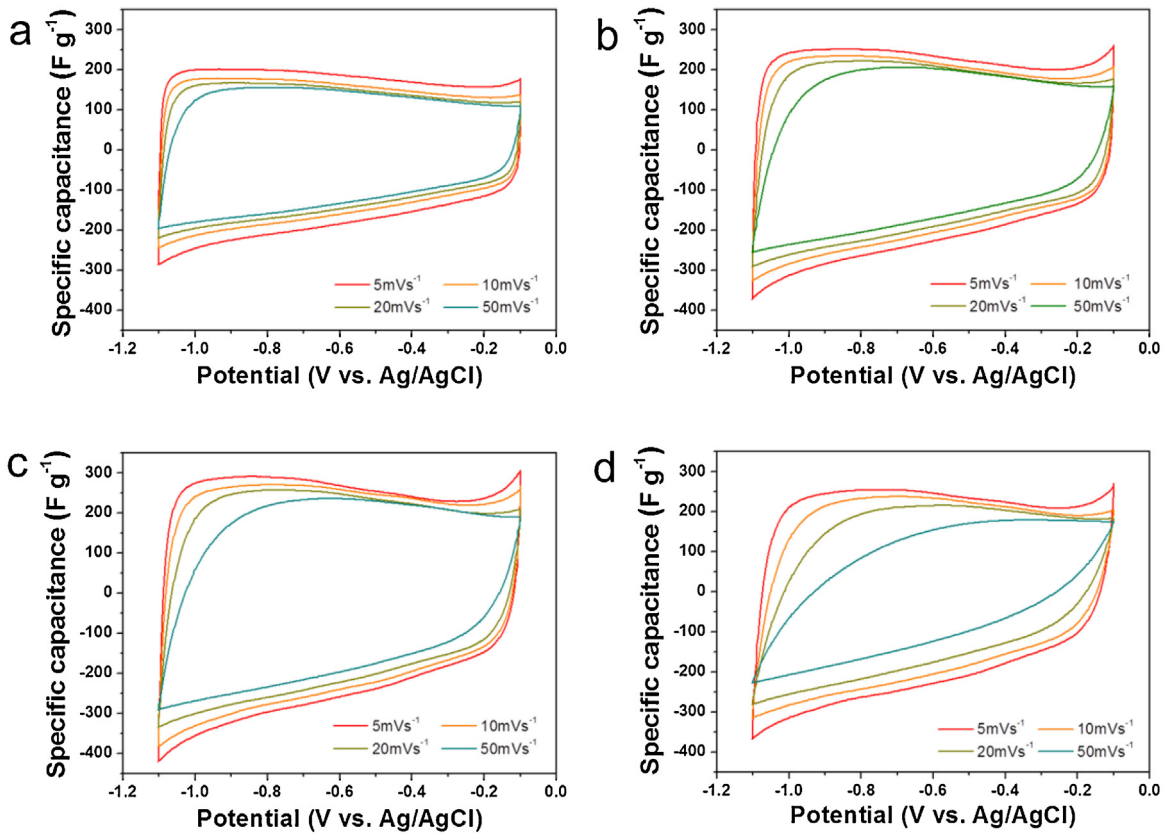 a
Specific capacitance (F g⁻¹)
300
200
100
0
-100
-200
-300
-400
5mVs⁻¹ 10mVs⁻¹
20mVs⁻¹ 50mVs⁻¹
-1.2 -1.0 -0.8 -0.6 -0.4 -0.2 0.0
Potential (V vs. Ag/AgCl)
b
Specific capacitance (F g⁻¹)
300
200
100
0
-100
-200
-300
-400
5mVs⁻¹ 10mVs⁻¹
20mVs⁻¹ 50mVs⁻¹
-1.2 -1.0 -0.8 -0.6 -0.4 -0.2 0.0
Potential (V vs. Ag/AgCl)
c
Specific capacitance (F g⁻¹)
300
200
100
0
-100
-200
-300
-400
5mVs⁻¹ 10mVs⁻¹
20mVs⁻¹ 50mVs⁻¹
-1.2 -1.0 -0.8 -0.6 -0.4 -0.2 0.0
Potential (V vs. Ag/AgCl)
d
Specific capacitance (F g⁻¹)
300
200
100
0
-100
-200
-300
-400
5mVs⁻¹ 10mVs⁻¹
20mVs⁻¹ 50mVs⁻¹
-1.2 -1.0 -0.8 -0.6 -0.4 -0.2 0.0
Potential (V vs. Ag/AgCl)